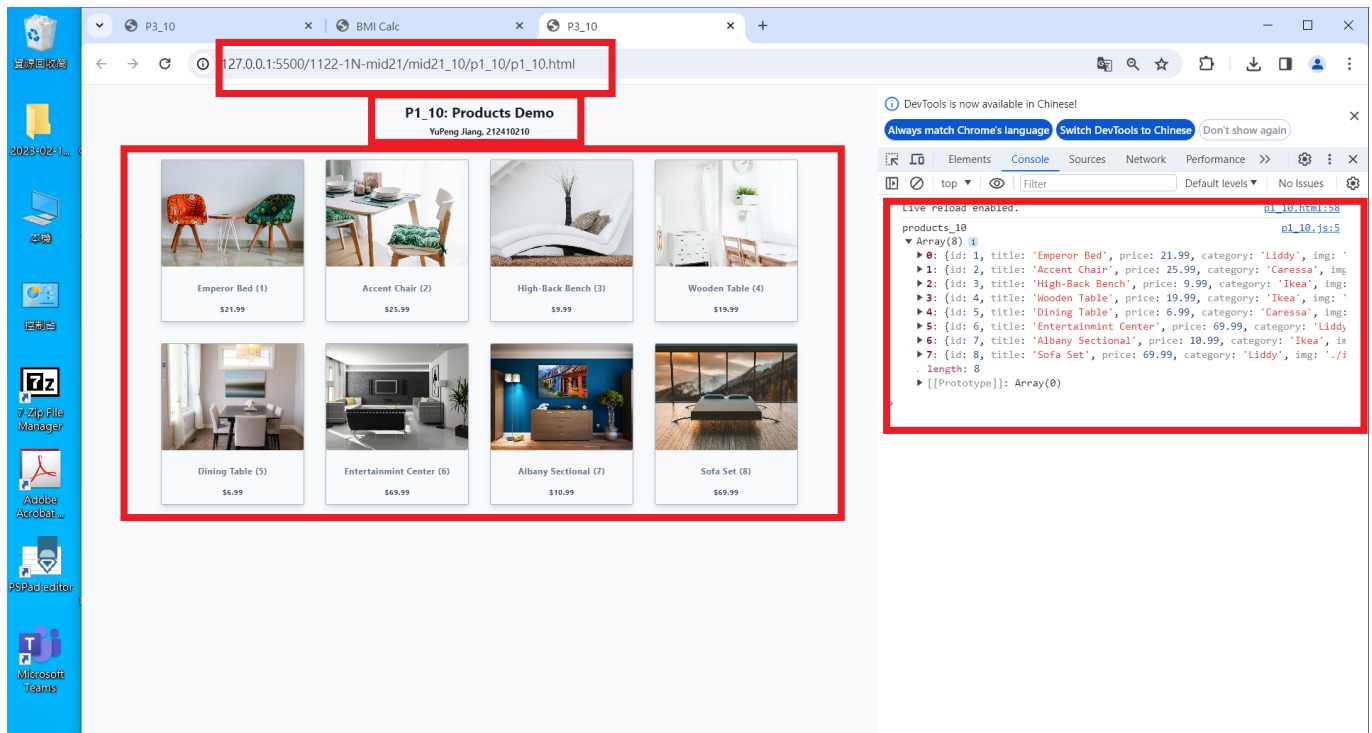 資源回收筒
2023-02-1...
本機
控制台
7-Zip File
Manager
Adobe
Acrobat ...
PSPad editor
Microsoft
Teams
P3_10
BMI Calc
P3_10
127.0.0.1:5500/1122-1N-mid21/mid21_10/p1_10/p1_10.html
P1_10: Products Demo
YuPeng Jiang, 212410210
Emperor Bed (1)
$21.99
Accent Chair (2)
$25.99
High-Back Bench (3)
$9.99
Wooden Table (4)
$19.99
Dining Table (5)
$6.99
Entertainmint Center (6)
$69.99
Albany Sectional (7)
$10.99
Sofa Set (8)
$69.99
DevTools is now available in Chinese!
Always match Chrome's language Switch DevTools to Chinese Don't show again
Elements Console Sources Network Performance
top Filter Default levels No Issues
Live reload enabled. p1_10.html:58
products_10 p1_10.js:5
Array(8)
0: {id: 1, title: 'Emperor Bed', price: 21.99, category: 'Liddy', img: '
1: {id: 2, title: 'Accent Chair', price: 25.99, category: 'Caressa', img
2: {id: 3, title: 'High-Back Bench', price: 9.99, category: 'Ikea', img:
3: {id: 4, title: 'Wooden Table', price: 19.99, category: 'Ikea', img: '
4: {id: 5, title: 'Dining Table', price: 6.99, category: 'Caressa', img:
5: {id: 6, title: 'Entertainmint Center', price: 69.99, category: 'Liddy
6: {id: 7, title: 'Albany Sectional', price: 10.99, category: 'Ikea', im
7: {id: 8, title: 'Sofa Set', price: 69.99, category: 'Liddy', img: './i
length: 8
[[Prototype]]: Array(0)